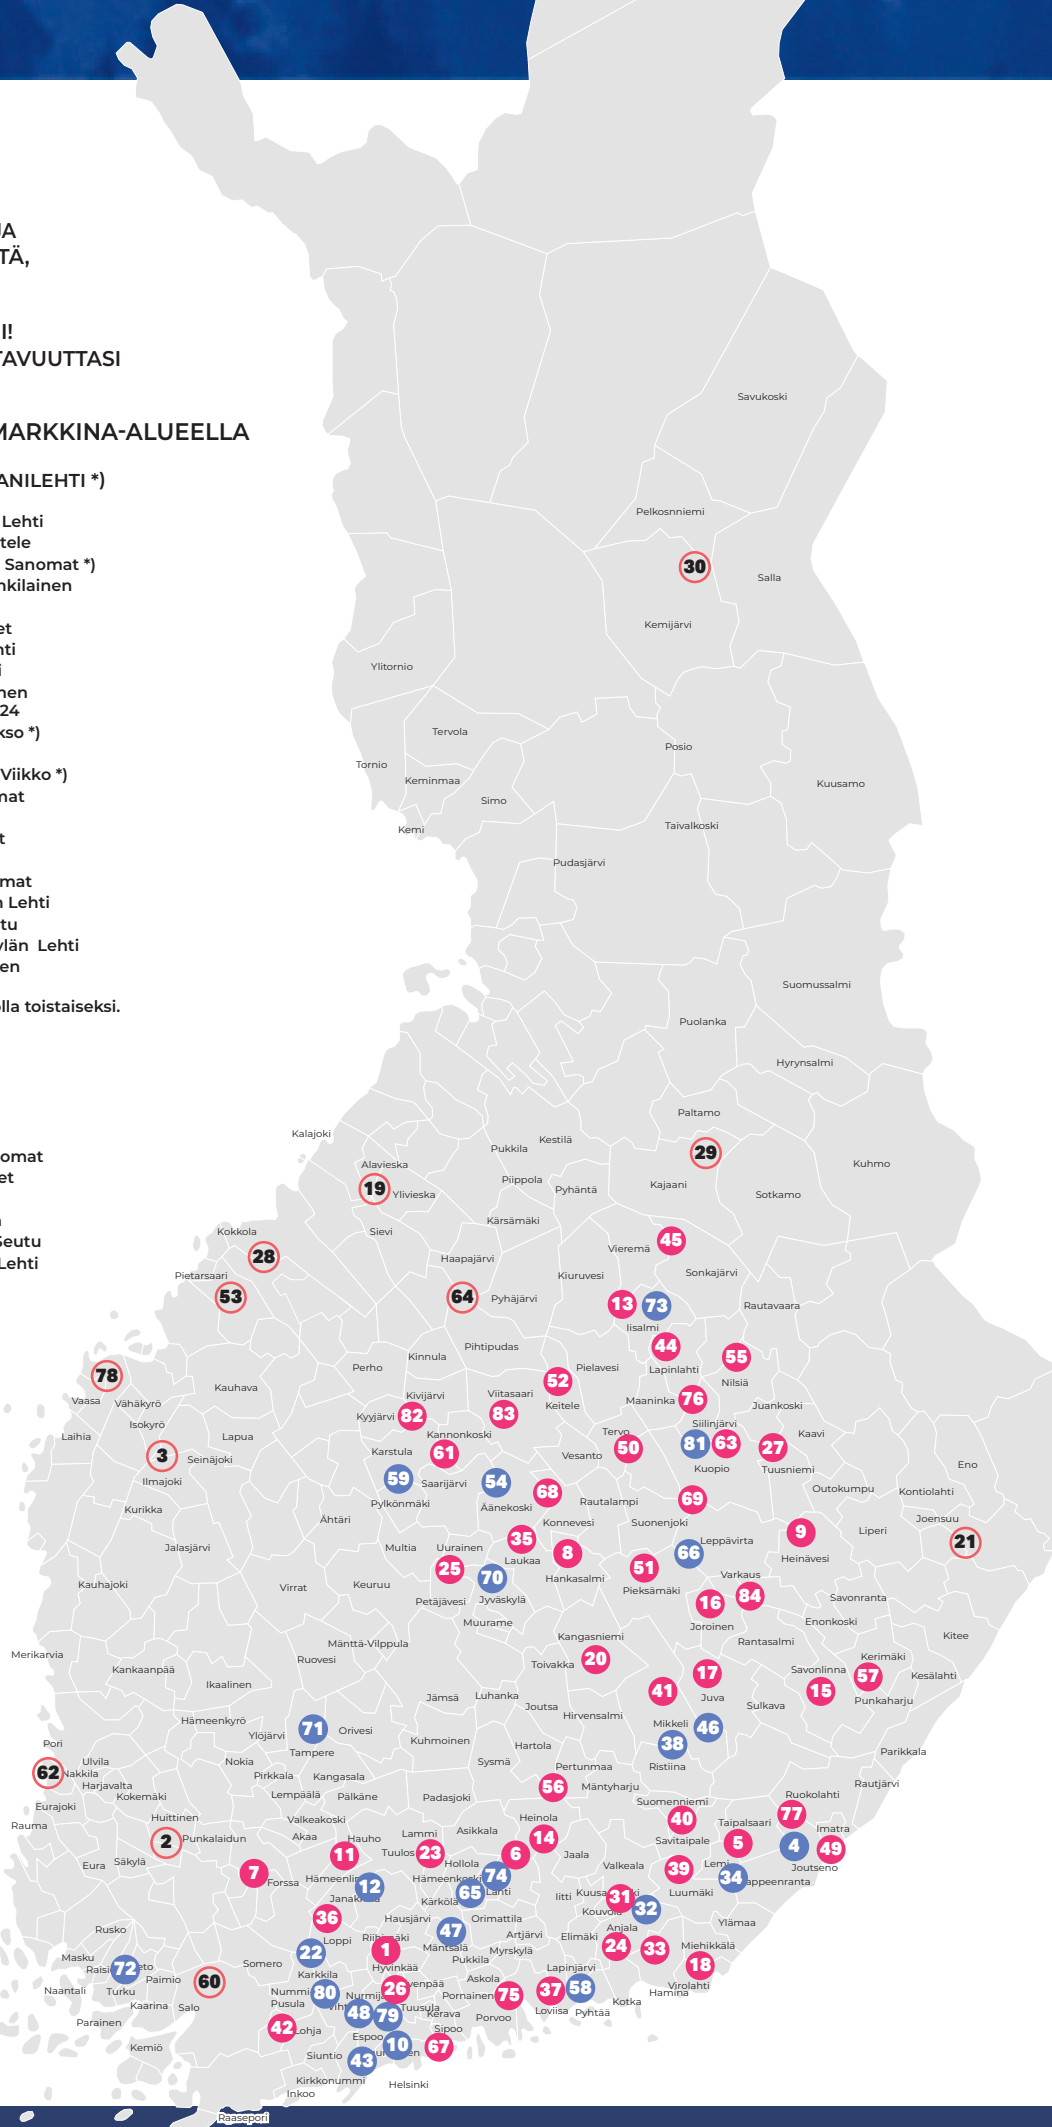 JA
TÄ,
I!
TAVUUTTASI
MARKKINA-ALUEELLA
ANILEHTI *)
Lehti
tele
Sanomat *)
nkilainen
et
hti
i
nen
24
kso *)
Viikko *)
mat
t
mat
n Lehti
tu
ylän Lehti
en
lla toistaiseksi.
omat
et
Seutu
Lehti
Savukoski
Pelkosnniemi
30
Salla
Kemijärvi
Ylitornio
Tervola
Posio
Tornio
Keminmaa
Kuusamo
Simo
Kemi
Taivalkoski
Pudasjärvi
Suomussalmi
Puolanka
Hyrynsalmi
Paltamo
Kalajoki
Kestilä
Pukkila
29
Alavieska
Kuhmo
Piippola
19
Ylivieska
Pyhäntä
Kajaani
Sotkamo
Kärsämäki
Kokkola
Sievi
45
Vieremä
28
Haapajärvi
Pietarsaari
Kiuruvesi
Sonkajärvi
53
64
Pyhäjärvi
13
73
Rautavaara
Iisalmi
Pihtipudas
44
Kinnula
55
Perho
Pielavesi
Lapinlahti
78
52
Nilsiä
Kauhava
Kivijärvi
Viitasaari
Vaasa
Vähäkyrö
Keitele
Maaninka
76
Juankoski
Kyyjärvi
82
83
Isokyrö
Siilinjärvi
Laihia
Lapua
Kannonkoski
Tervo
Kaavi
81
63
27
3
Seinäjoki
Karstula
61
Vesanto
50
Kuopio
Tuusniemi
Eno
Ilmajoki
59
Saarijärvi
54
Outokumpu
Kontiolahti
68
Pylkönmäki
Äänekoski
Rautalampi
69
Kurikka
Ähtäri
Konnevesi
Suonenjoki
Joensuu
9
Liperi
35
Leppävirta
21
Jalasjärvi
Multia
Uurainen
8
66
Laukaa
Heinävesi
25
51
Varkaus
70
Hankasalmi
Kauhajoki
Virrat
Keuruu
Pieksämäki
84
Petäjävesi
Jyväskylä
16
Savonranta
Muurame
Joroinen
Enonkoski
Kangasniemi
Kitee
Mänttä-Vilppula
Rantasalmi
Merikarvia
Ruovesi
20
Kerimäki
Toivakka
Kankaanpää
17
Savonlinna
57
Kesälahti
Ikaalinen
41
15
Jämsä
Luhanka
Juva
Punkaharju
Joutsa
Sulkava
Hirvensalmi
Hämeenkyrö
71
Mikkeli
46
Ylöjärvi
Orivesi
Pori
Kuhmoinen
Hartola
38
Parikkala
Tampere
Ulvila
Nokia
Sysmä
Pertunmaa
Ristiina
62
Nakkila
Pirkkala
Kangasala
Rautjärvi
Harjavalta
56
Mäntyharju
Kokemäki
Lempäälä
Pälkäne
Padasjoki
Suomenniemi
Ruokolahti
Eurajoki
Huittinen
Valkeakoski
Heinola
40
77
Rauma
Asikkala
Taipalsaari
Imatra
2
Punkalaidun
Akaa
Hauho
Lammi
14
Savitaipale
5
4
49
Tuulos
23
6
Jaala
Eura
Säkylä
11
Hollola
Valkeala
39
Lemi
Joutseno
7
Hämeenlin
Hämeenkoski
74
34
Forssa
12
Luumäki
appeenranta
Janakkala
65
Lahti
Iitti
Kuusa
31
ki
Kärkölä
Kouvola
32
36
Hausjärvi
Orimattila
Ylämaa
Rusko
Loppi
47
Artjärvi
Anjala
Riihimäki
1
Elimäki
24
33
Miehikkälä
Masku
22
Mäntsälä
Myrskylä
Raisi
72
eto
Somero
Hyvinkää
Pukkila
Lapinjärvi
18
Paimio
60
Karkkila
Askola
Virolahti
Naantali
Turku
Nummi
80
Nurmijä
26
venpää
Pornainen
75
37
58
Hamina
Kaarina
Salo
Pusula
Viht
48
79
Tuusula
Kotka
Kerava
Porvoo
Loviisa
Pyhtää
Parainen
42
Lohja
Sipoo
Espoo
10
67
Kemiö
Siuntio
43
en
Kirkkonummi
Helsinki
Inkoo
Raasepori